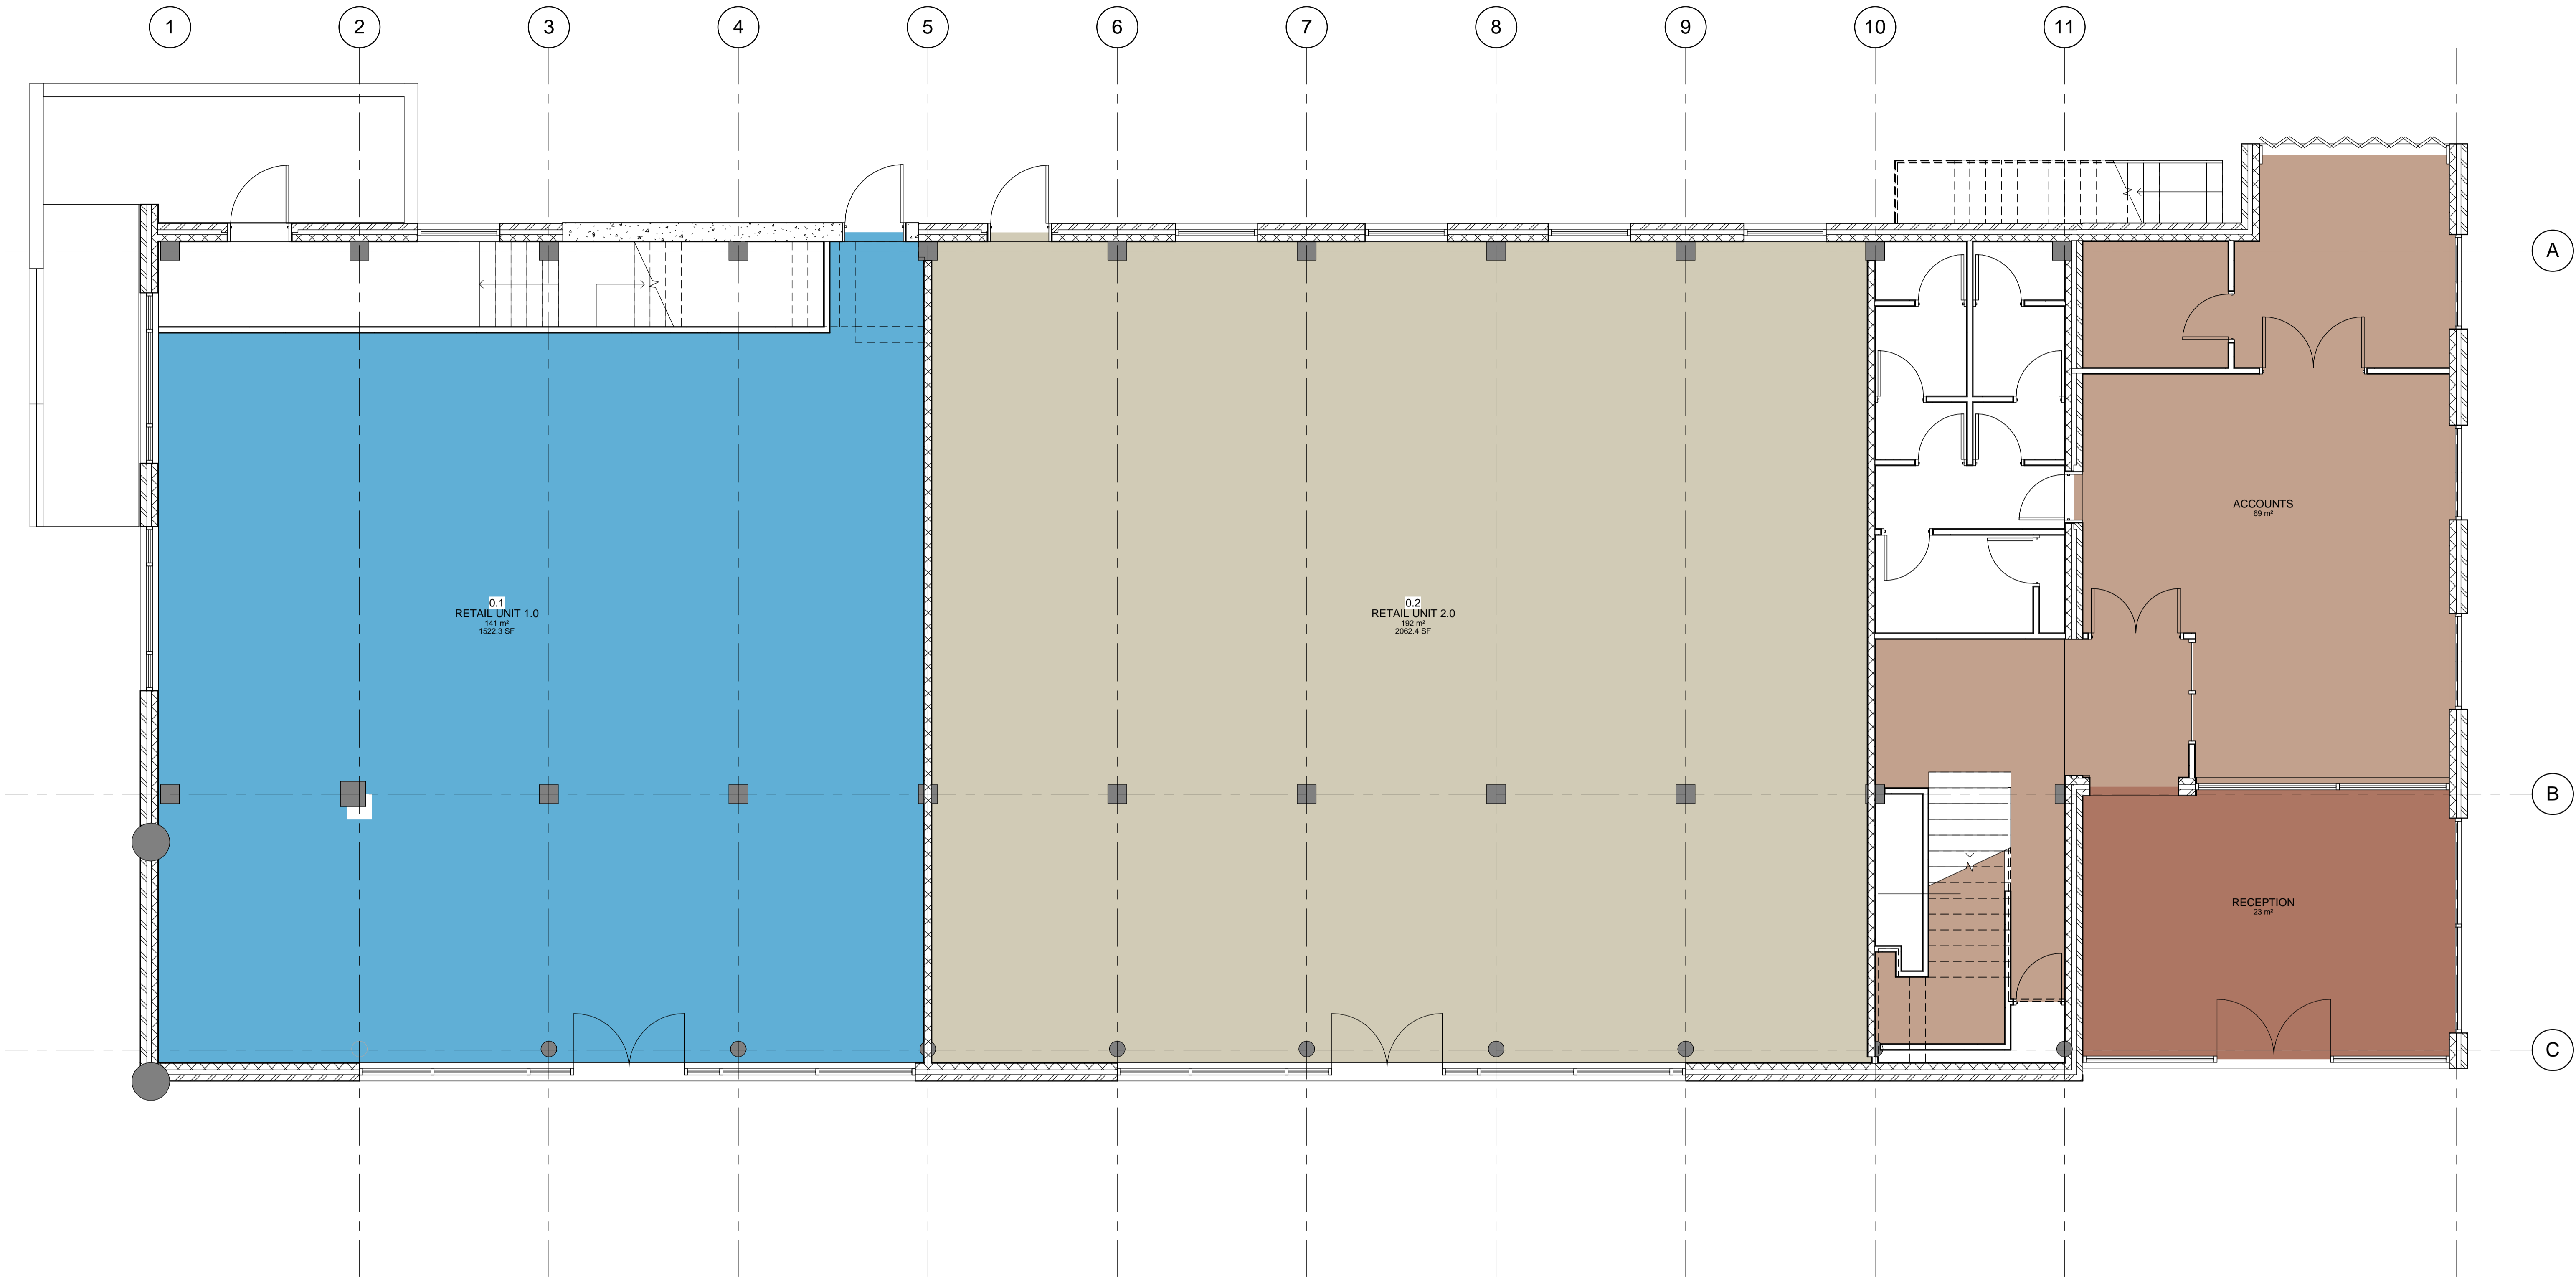 1
2
3
4
5
6
7
8
9
10
11
A
ACCOUNTS
69 m²
0.1
RETAIL UNIT 1.0
141 m²
1522.3 SF
0.2
RETAIL UNIT 2.0
192 m²
2062.4 SF
B
RECEPTION
23 m²
C